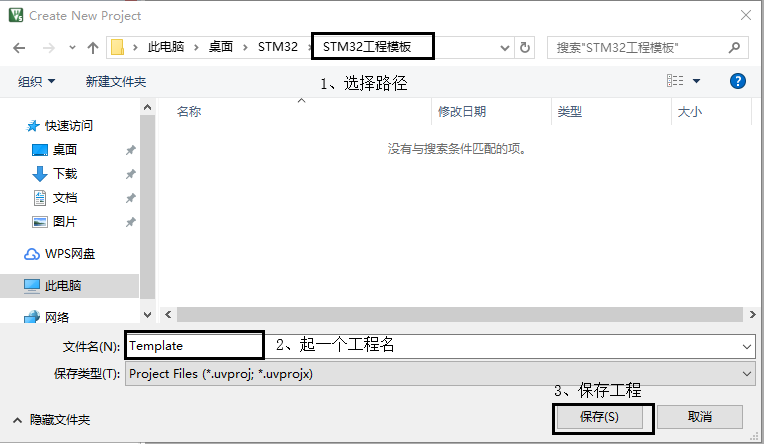 Create New Project
此电脑 > 桌面 > STM32 > STM32工程模板
搜索"STM32工程模板"
组织 新建文件夹
1、选择路径
名称 修改日期 类型 大小
没有与搜索条件匹配的项。
快速访问
桌面
下载
文档
图片
WPS网盘
此电脑
网络
文件名(N): Template
2、起一个工程名
保存类型(T): Project Files (*.uvproj; *.uvprojx)
3、保存工程
隐藏文件夹
保存(S) 取消